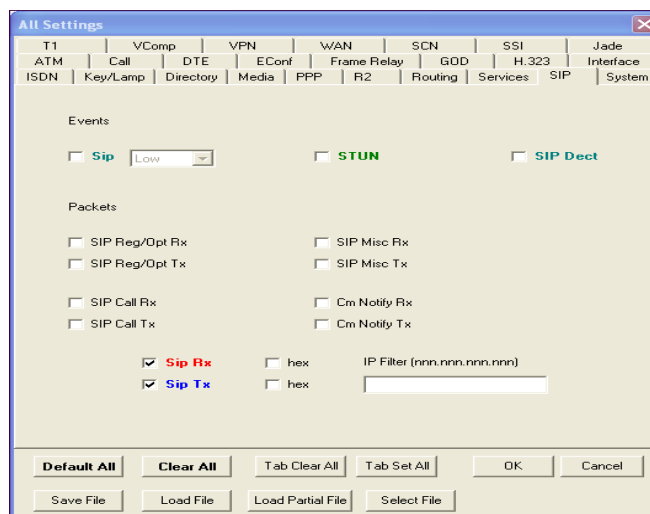 All Settings
T1 VComp VPN WAN SCN SSI Jade
ATM Call DTE EConf Frame Relay GOD H.323 Interface
ISDN Key/Lamp Directory Media PPP R2 Routing Services SIP System
Events
Sip Low STUN SIP Dect
Packets
SIP Reg/Opt Rx SIP Misc Rx
SIP Reg/Opt Tx SIP Misc Tx
SIP Call Rx Cm Notify Rx
SIP Call Tx Cm Notify Tx
Sip Rx hex IP Filter (nnn.nnn.nnn.nnn)
Sip Tx hex
Default All Clear All Tab Clear All Tab Set All OK Cancel
Save File Load File Load Partial File Select File